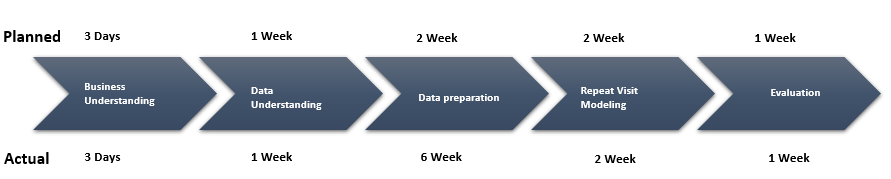 Planned 3 Days 1 Week 2 Week 2 Week 1 Week
Business
Understanding
Data
Understanding
Data preparation
Repeat Visit
Modeling
Evaluation
Actual 3 Days 1 Week 6 Week 2 Week 1 Week